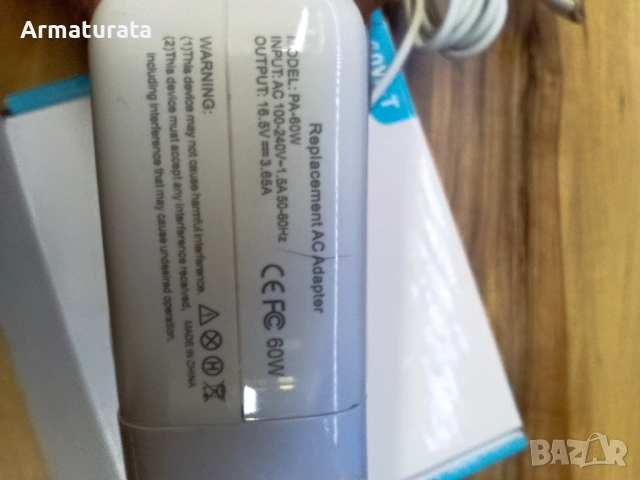 Armaturata
Replacement AC Adapter
MODEL: PA-60W
INPUT: AC 100-240V~1.5A 50-60Hz
OUTPUT: 16.5V 3.65A
CE FC 60W
WARNING:
(1)This device may not cause harmful interference.
(2)This device must accept any interference received,
including interference that may cause undesired operation.
MADE IN CHINA
H
BAZAR
bg